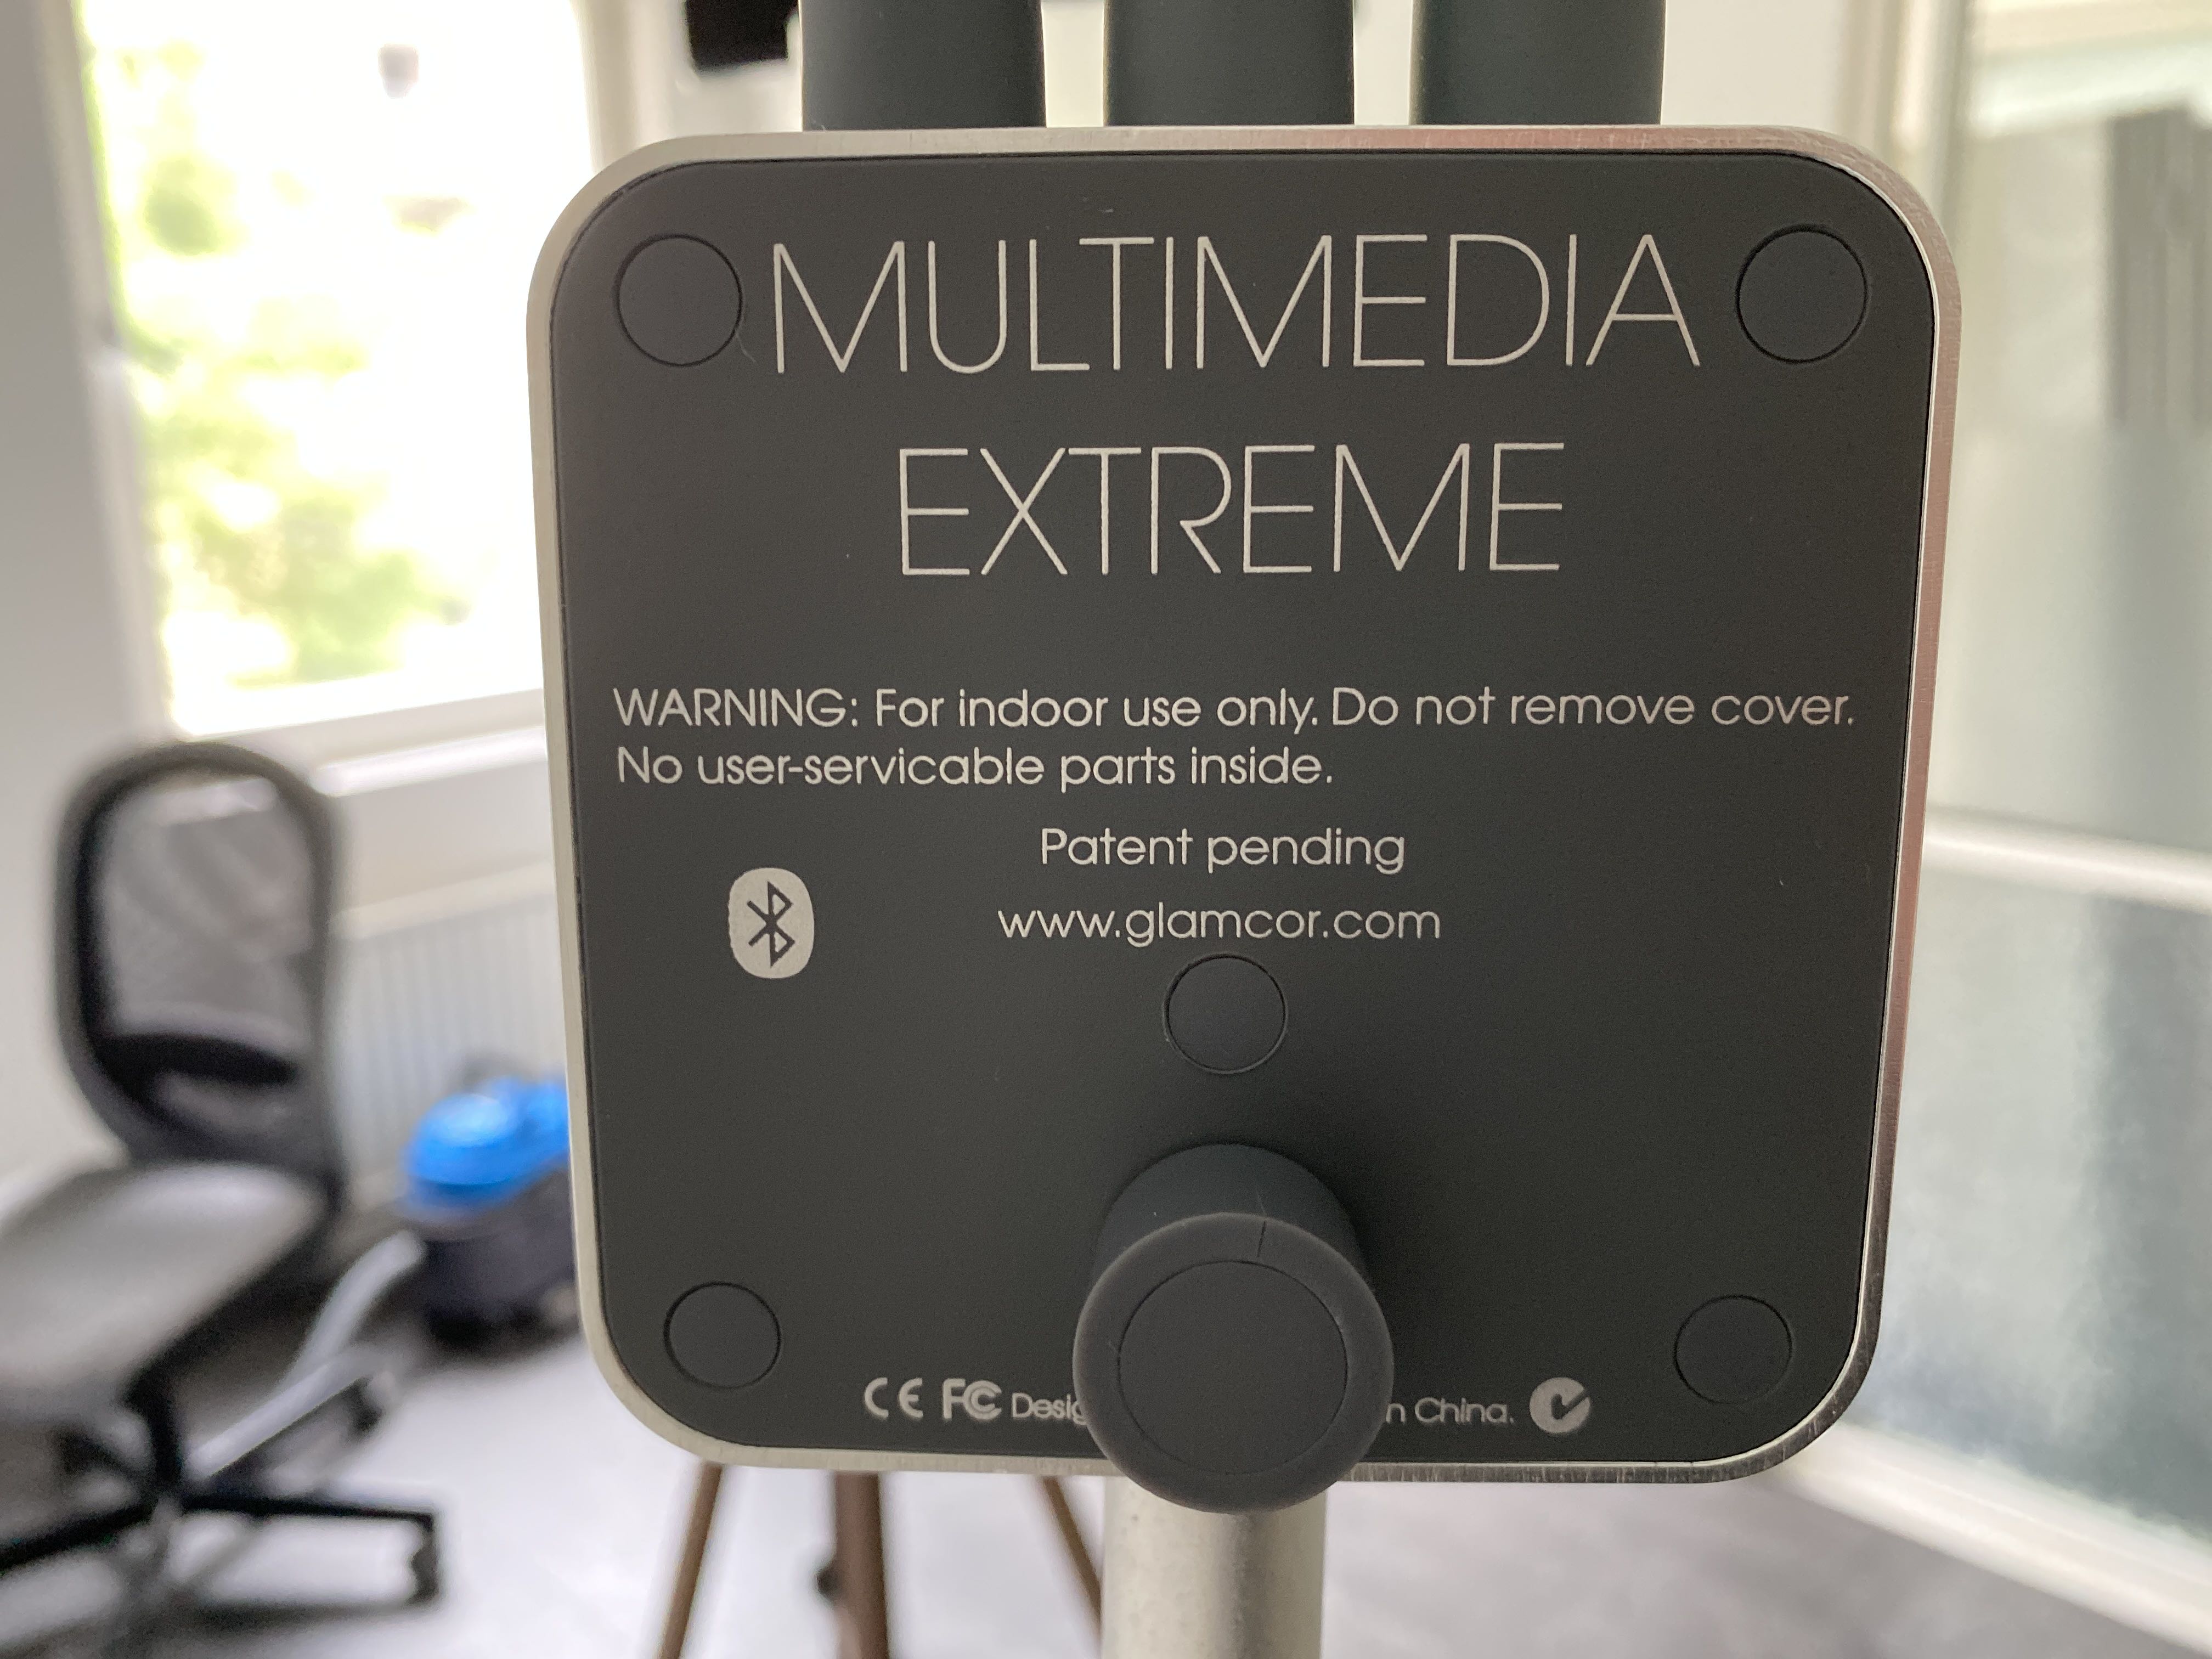 MULTIMEDIA
EXTREME
WARNING: For indoor use only. Do not remove cover.
No user-servicable parts inside.
Patent pending
www.glamcor.com
CE FC China.